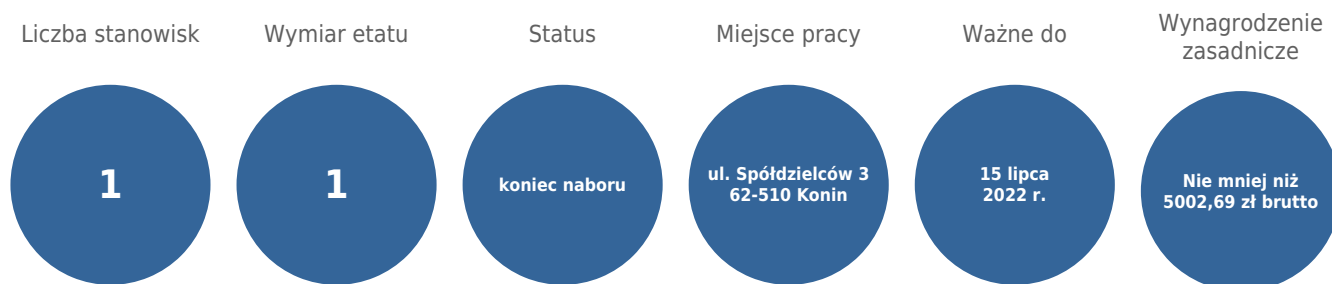 Liczba stanowisk
1
Wymiar etatu
1
Status
koniec naboru
Miejsce pracy
ul. Spółdzielców 3
62-510 Konin
Ważne do
15 lipca
2022 r.
Wynagrodzenie
zasadnicze
Nie mniej niż
5002,69 zł brutto